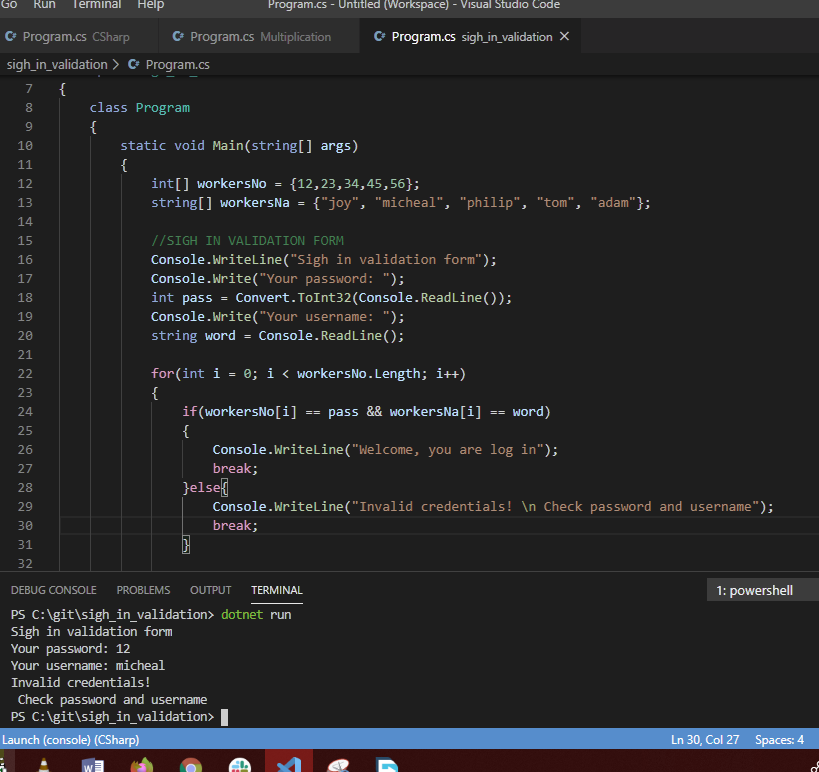 Go Run Terminal Help Program.cs - Untitled (Workspace) - Visual Studio Code
Program.cs CSharp Program.cs Multiplication Program.cs sigh_in_validation
sigh_in_validation > Program.cs
7 {
8 class Program
9 {
10 static void Main(string[] args)
11 {
12 int[] workersNo = {12,23,34,45,56};
13 string[] workersNa = {"joy", "micheal", "philip", "tom", "adam"};
14
15 //SIGH IN VALIDATION FORM
16 Console.WriteLine("Sigh in validation form");
17 Console.Write("Your password: ");
18 int pass = Convert.ToInt32(Console.ReadLine());
19 Console.Write("Your username: ");
20 string word = Console.ReadLine();
21
22 for(int i = 0; i < workersNo.Length; i++)
23 {
24 if(workersNo[i] == pass && workersNa[i] == word)
25 {
26 Console.WriteLine("Welcome, you are log in");
27 break;
28 }else{
29 Console.WriteLine("Invalid credentials! \n Check password and username");
30 break;
31 }
32
DEBUG CONSOLE PROBLEMS OUTPUT TERMINAL 1: powershell
PS C:\git\sigh_in_validation> dotnet run
Sigh in validation form
Your password: 12
Your username: micheal
Invalid credentials!
Check password and username
PS C:\git\sigh_in_validation>
Launch (console) (CSharp) Ln 30, Col 27 Spaces: 4